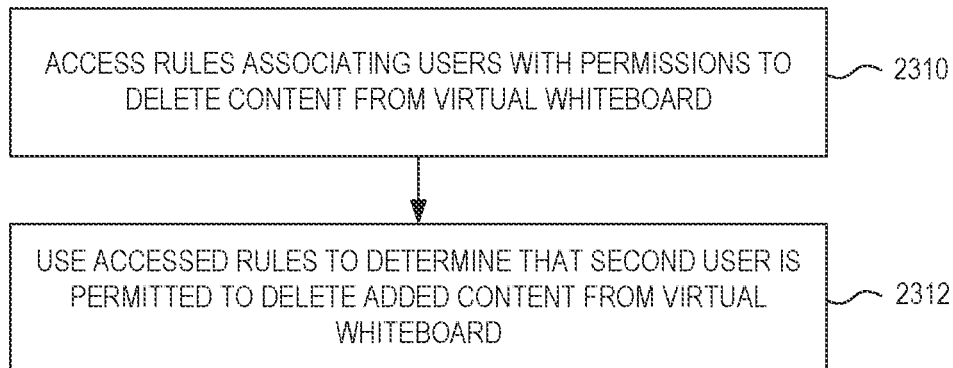 ACCESS RULES ASSOCIATING USERS WITH PERMISSIONS TO
DELETE CONTENT FROM VIRTUAL WHITEBOARD
2310
USE ACCESSED RULES TO DETERMINE THAT SECOND USER IS
PERMITTED TO DELETE ADDED CONTENT FROM VIRTUAL
WHITEBOARD
2312